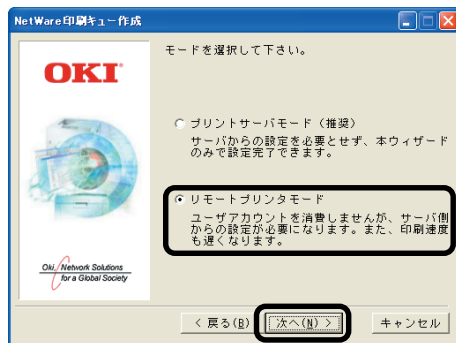 NetWare印刷キュー作成
OKI
モードを選択して下さい。
プリントサーバモード（推奨）
サーバからの設定を必要とせず、本ウィザード
のみで設定完了できます。
リモートプリンタモード
ユーザアカウントを消費しませんが、サーバ側
からの設定が必要になります。また、印刷速度
も遅くなります。
Oki, Network Solutions
for a Global Society
< 戻る(B)
次へ(N) >
キャンセル